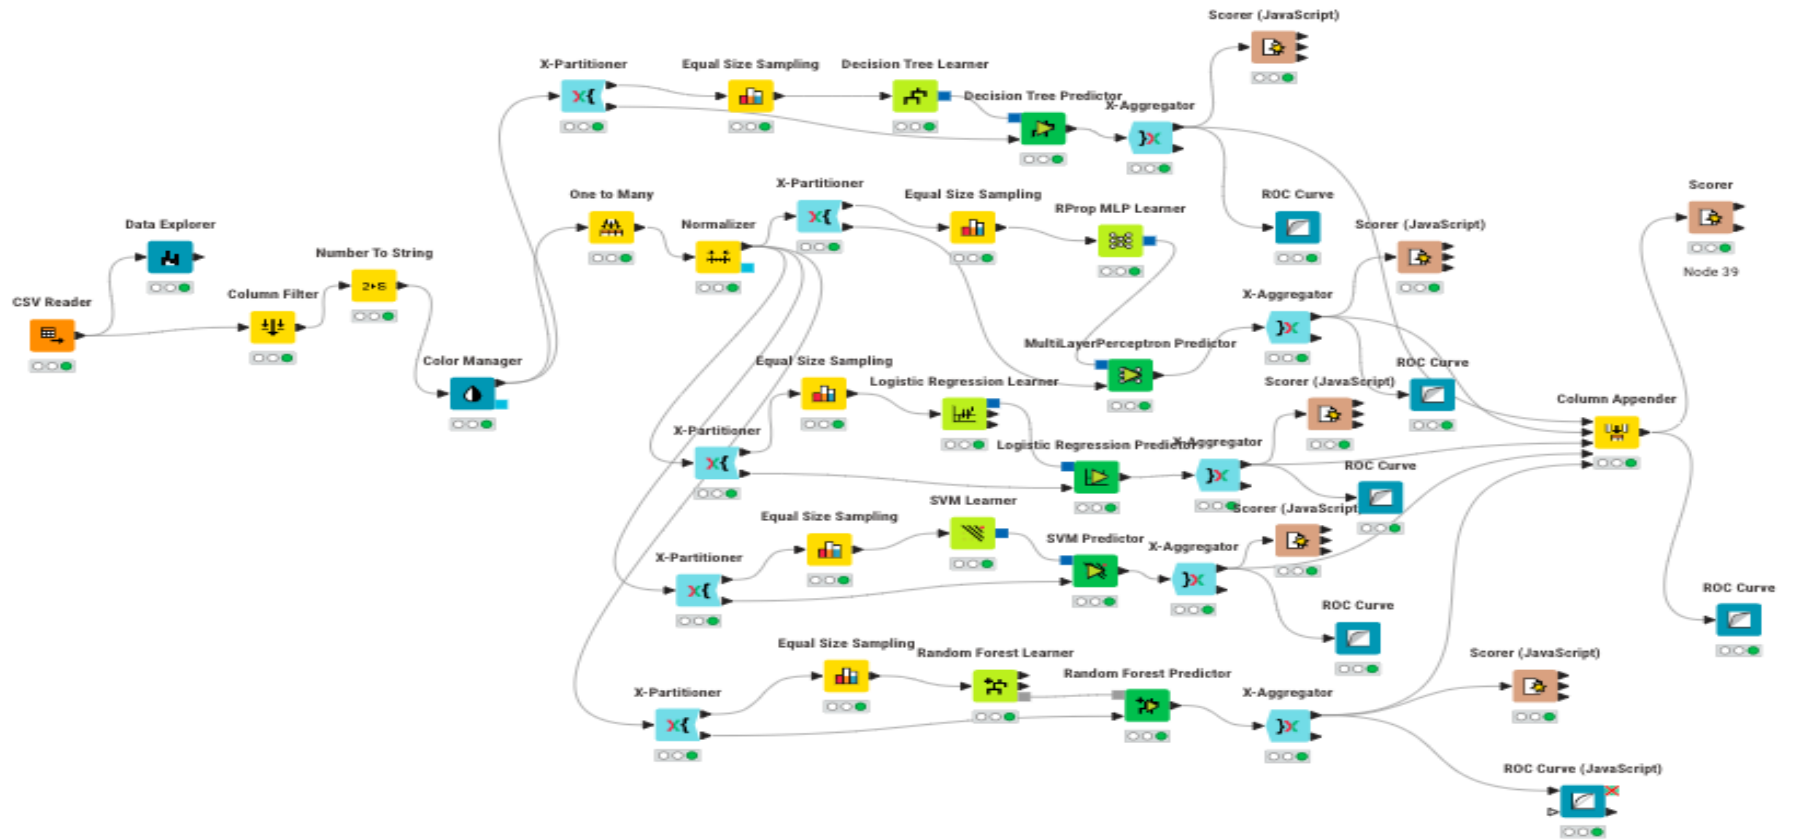 Scorer (JavaScript)
X-Partitioner
Equal Size Sampling
Decision Tree Learner
Decision Tree Predictor
X-Aggregator
One to Many
X-Partitioner
Equal Size Sampling
RProp MLP Learner
ROC Curve
Scorer
Data Explorer
Normalizer
Scorer (JavaScript)
Number To String
2▸S
Node 39
CSV Reader
Column Filter
X-Aggregator
MultiLayerPerceptron Predictor
Color Manager
Equal Size Sampling
ROC Curve
Logistic Regression Learner
Scorer (JavaScript)
Column Appender
X-Partitioner
Logistic Regression Predictor
X-Aggregator
ROC Curve
SVM Learner
Scorer (JavaScript)
Equal Size Sampling
SVM Predictor
X-Aggregator
X-Partitioner
ROC Curve
ROC Curve
Equal Size Sampling
Random Forest Learner
Scorer (JavaScript)
Random Forest Predictor
X-Partitioner
X-Aggregator
ROC Curve (JavaScript)